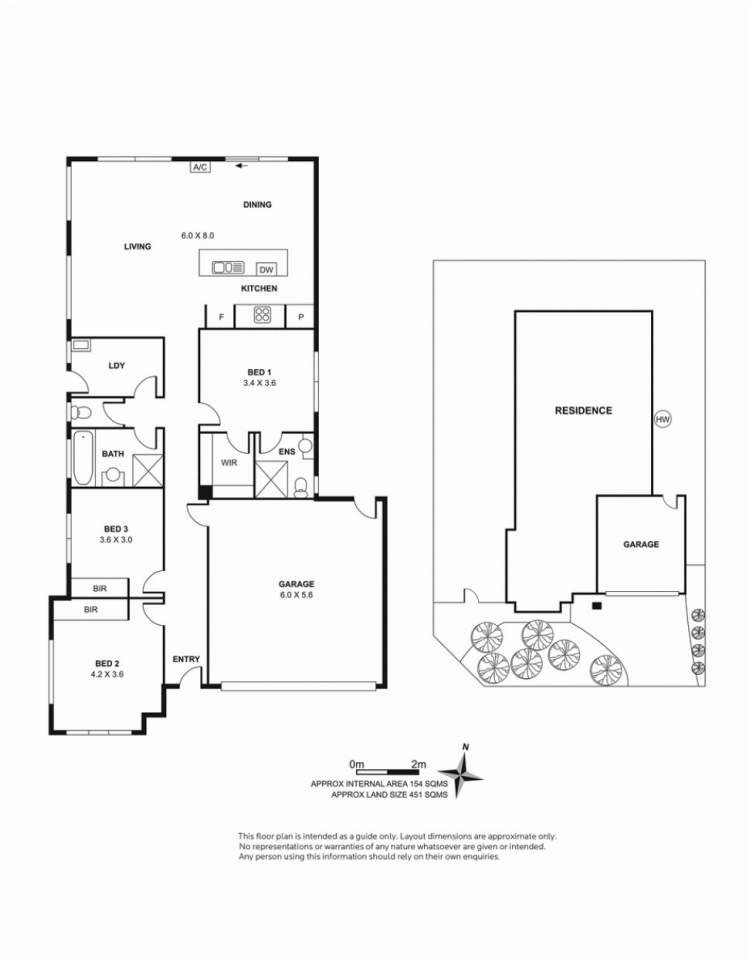 A/C
DINING
6.0 X 8.0
LIVING
DW
KITCHEN
F
P
LDY
BED 1
3.4 X 3.6
BATH
WIR
ENS
BED 3
3.6 X 3.0
BIR
BIR
GARAGE
6.0 X 5.6
BED 2
4.2 X 3.6
ENTRY
RESIDENCE
HW
GARAGE
N
0m 2m
APPROX INTERNAL AREA 154 SQMS
APPROX LAND SIZE 451 SQMS
This floor plan is intended as a guide only. Layout dimensions are approximate only.
No representations or warranties of any nature whatsoever are given or intended.
Any person using this information should rely on their own enquiries.